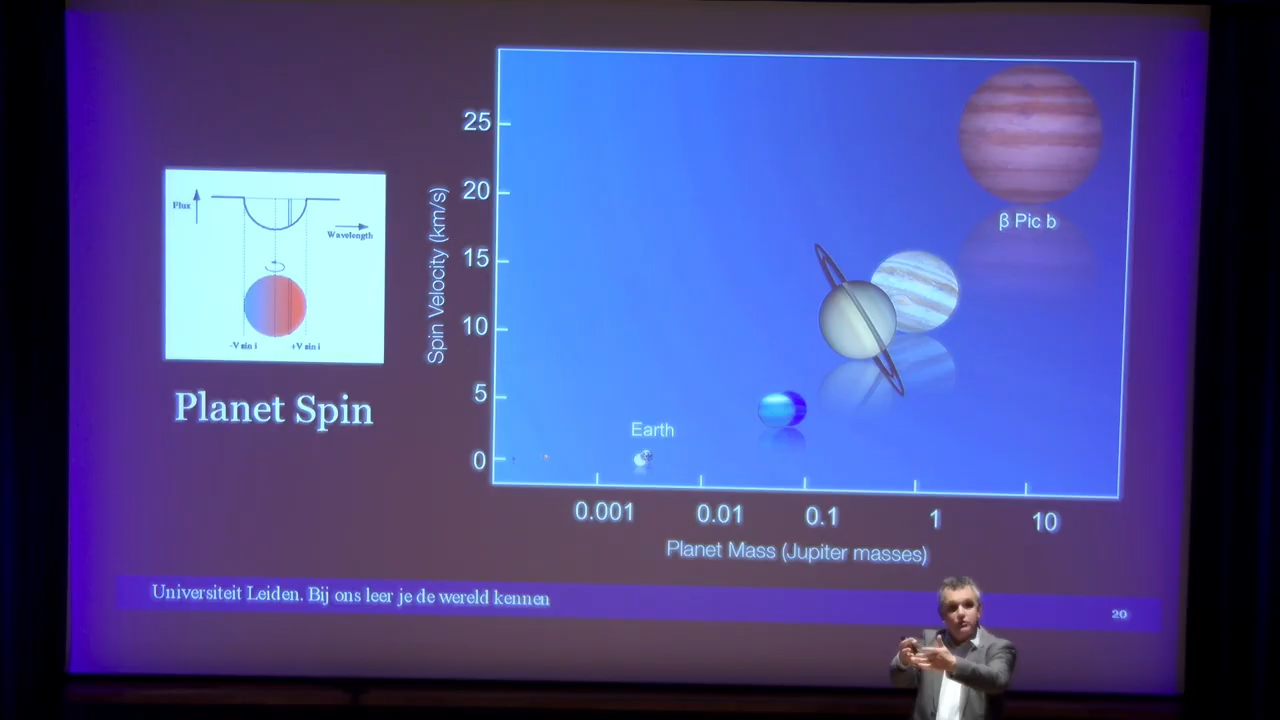 Flux
Wavelength
-V sin i
+V sin i
Planet Spin
Spin Velocity (km/s)
25
20
15
10
5
0
β Pic b
Earth
0.001
0.01
0.1
1
10
Planet Mass (Jupiter masses)
Universiteit Leiden. Bij ons leer je de wereld kennen
20